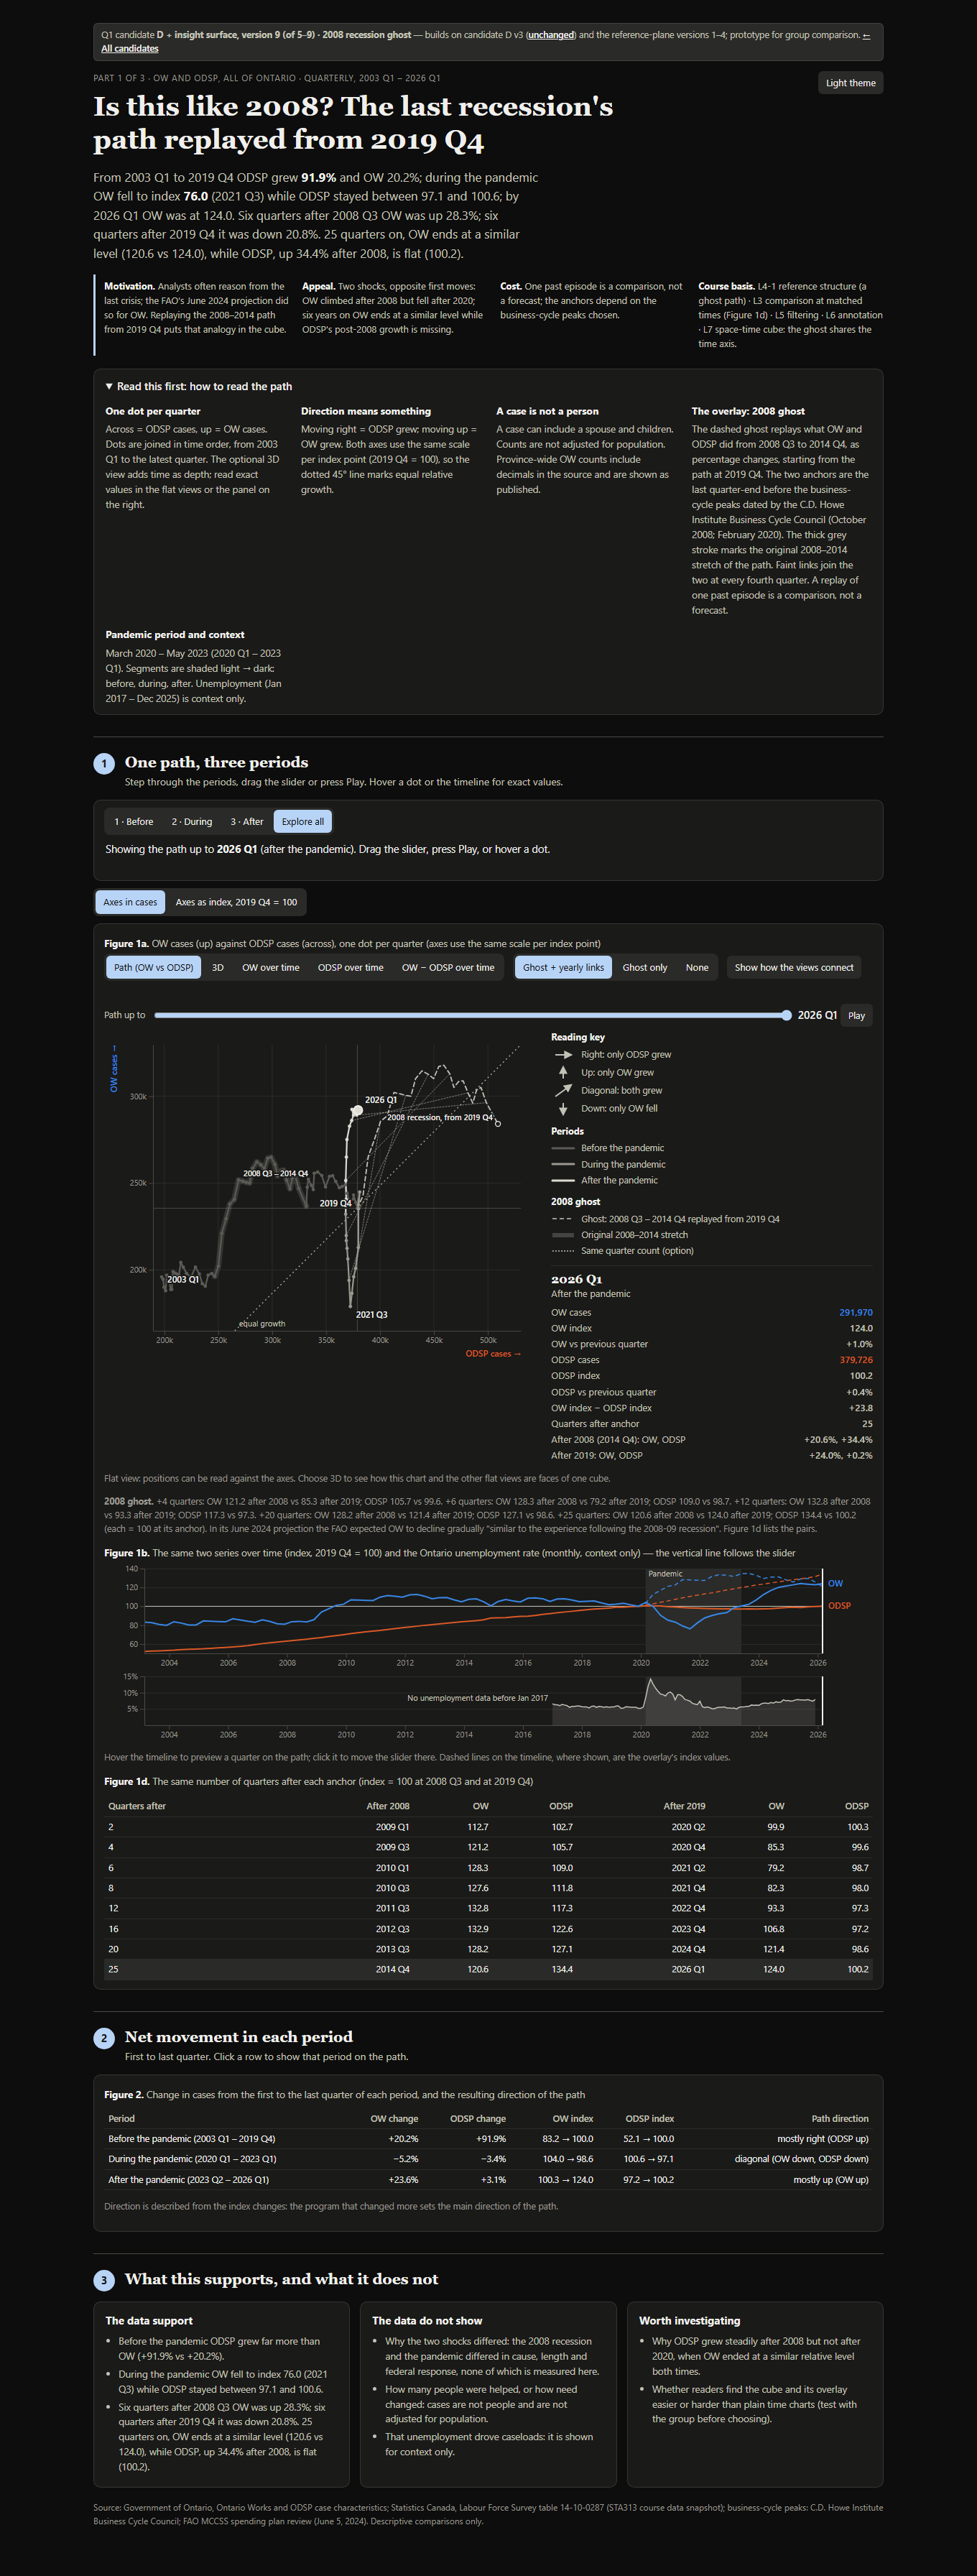 Q1 candidate D + insight surface, version 9 (of 5–9) · 2008 recession ghost — builds on candidate D v3 (unchanged) and the reference-plane versions 1–4; prototype for group comparison. ←
All candidates
PART 1 OF 3 · OW AND ODSP, ALL OF ONTARIO · QUARTERLY, 2003 Q1 – 2026 Q1
Light theme
Is this like 2008? The last recession's
path replayed from 2019 Q4
From 2003 Q1 to 2019 Q4 ODSP grew 91.9% and OW 20.2%; during the pandemic
OW fell to index 76.0 (2021 Q3) while ODSP stayed between 97.1 and 100.6; by
2026 Q1 OW was at 124.0. Six quarters after 2008 Q3 OW was up 28.3%; six
quarters after 2019 Q4 it was down 20.8%. 25 quarters on, OW ends at a similar
level (120.6 vs 124.0), while ODSP, up 34.4% after 2008, is flat (100.2).
Motivation. Analysts often reason from the
last crisis; the FAO's June 2024 projection did
so for OW. Replaying the 2008–2014 path
from 2019 Q4 puts that analogy in the cube.
Appeal. Two shocks, opposite first moves:
OW climbed after 2008 but fell after 2020;
six years on OW ends at a similar level while
ODSP's post-2008 growth is missing.
Cost. One past episode is a comparison, not
a forecast; the anchors depend on the
business-cycle peaks chosen.
Course basis. L4-1 reference structure (a
ghost path) · L3 comparison at matched
times (Figure 1d) · L5 filtering · L6 annotation
· L7 space-time cube: the ghost shares the
time axis.
▼ Read this first: how to read the path
One dot per quarter
Across = ODSP cases, up = OW cases.
Dots are joined in time order, from 2003
Q1 to the latest quarter. The optional 3D
view adds time as depth; read exact
values in the flat views or the panel on
the right.
Direction means something
Moving right = ODSP grew; moving up =
OW grew. Both axes use the same scale
per index point (2019 Q4 = 100), so the
dotted 45° line marks equal relative
growth.
A case is not a person
A case can include a spouse and children.
Counts are not adjusted for population.
Province-wide OW counts include
decimals in the source and are shown as
published.
The overlay: 2008 ghost
The dashed ghost replays what OW and
ODSP did from 2008 Q3 to 2014 Q4, as
percentage changes, starting from the
path at 2019 Q4. The two anchors are the
last quarter-end before the business-
cycle peaks dated by the C.D. Howe
Institute Business Cycle Council (October
2008; February 2020). The thick grey
stroke marks the original 2008–2014
stretch of the path. Faint links join the
two at every fourth quarter. A replay of
one past episode is a comparison, not a
forecast.
Pandemic period and context
March 2020 – May 2023 (2020 Q1 – 2023
Q1). Segments are shaded light → dark:
before, during, after. Unemployment (Jan
2017 – Dec 2025) is context only.
1
One path, three periods
Step through the periods, drag the slider or press Play. Hover a dot or the timeline for exact values.
1 · Before 2 · During 3 · After Explore all
Showing the path up to 2026 Q1 (after the pandemic). Drag the slider, press Play, or hover a dot.
Axes in cases Axes as index, 2019 Q4 = 100
Figure 1a. OW cases (up) against ODSP cases (across), one dot per quarter (axes use the same scale per index point)
Path (OW vs ODSP) 3D OW over time ODSP over time OW − ODSP over time Ghost + yearly links Ghost only None Show how the views connect
Path up to 2026 Q1 Play
OW cases →
300k
250k
200k
2026 Q1
2008 recession, from 2019 Q4
2008 Q3 – 2014 Q4
2019 Q4
2003 Q1
2021 Q3
equal growth
200k 250k 300k 350k 400k 450k 500k
ODSP cases →
Reading key
Right: only ODSP grew
Up: only OW grew
Diagonal: both grew
Down: only OW fell
Periods
Before the pandemic
During the pandemic
After the pandemic
2008 ghost
Ghost: 2008 Q3 – 2014 Q4 replayed from 2019 Q4
Original 2008–2014 stretch
Same quarter count (option)
2026 Q1
After the pandemic
OW cases 291,970
OW index 124.0
OW vs previous quarter +1.0%
ODSP cases 379,726
ODSP index 100.2
ODSP vs previous quarter +0.4%
OW index − ODSP index +23.8
Quarters after anchor 25
After 2008 (2014 Q4): OW, ODSP +20.6%, +34.4%
After 2019: OW, ODSP +24.0%, +0.2%
Flat view: positions can be read against the axes. Choose 3D to see how this chart and the other flat views are faces of one cube.
2008 ghost. +4 quarters: OW 121.2 after 2008 vs 85.3 after 2019; ODSP 105.7 vs 99.6. +6 quarters: OW 128.3 after 2008 vs 79.2 after 2019; ODSP 109.0 vs 98.7. +12 quarters: OW 132.8 after 2008
vs 93.3 after 2019; ODSP 117.3 vs 97.3. +20 quarters: OW 128.2 after 2008 vs 121.4 after 2019; ODSP 127.1 vs 98.6. +25 quarters: OW 120.6 after 2008 vs 124.0 after 2019; ODSP 134.4 vs 100.2
(each = 100 at its anchor). In its June 2024 projection the FAO expected OW to decline gradually "similar to the experience following the 2008-09 recession". Figure 1d lists the pairs.
Figure 1b. The same two series over time (index, 2019 Q4 = 100) and the Ontario unemployment rate (monthly, context only) — the vertical line follows the slider
140
120
100
80
60
Pandemic
OW
ODSP
2004 2006 2008 2010 2012 2014 2016 2018 2020 2022 2024 2026
15%
10%
5%
No unemployment data before Jan 2017
2004 2006 2008 2010 2012 2014 2016 2018 2020 2022 2024 2026
Hover the timeline to preview a quarter on the path; click it to move the slider there. Dashed lines on the timeline, where shown, are the overlay's index values.
Figure 1d. The same number of quarters after each anchor (index = 100 at 2008 Q3 and at 2019 Q4)
Quarters after After 2008 OW ODSP After 2019 OW ODSP
2 2009 Q1 112.7 102.7 2020 Q2 99.9 100.3
4 2009 Q3 121.2 105.7 2020 Q4 85.3 99.6
6 2010 Q1 128.3 109.0 2021 Q2 79.2 98.7
8 2010 Q3 127.6 111.8 2021 Q4 82.3 98.0
12 2011 Q3 132.8 117.3 2022 Q4 93.3 97.3
16 2012 Q3 132.9 122.6 2023 Q4 106.8 97.2
20 2013 Q3 128.2 127.1 2024 Q4 121.4 98.6
25 2014 Q4 120.6 134.4 2026 Q1 124.0 100.2
2
Net movement in each period
First to last quarter. Click a row to show that period on the path.
Figure 2. Change in cases from the first to the last quarter of each period, and the resulting direction of the path
Period OW change ODSP change OW index ODSP index Path direction
Before the pandemic (2003 Q1 – 2019 Q4) +20.2% +91.9% 83.2 → 100.0 52.1 → 100.0 mostly right (ODSP up)
During the pandemic (2020 Q1 – 2023 Q1) −5.2% −3.4% 104.0 → 98.6 100.6 → 97.1 diagonal (OW down, ODSP down)
After the pandemic (2023 Q2 – 2026 Q1) +23.6% +3.1% 100.3 → 124.0 97.2 → 100.2 mostly up (OW up)
Direction is described from the index changes: the program that changed more sets the main direction of the path.
3
What this supports, and what it does not
The data support
• Before the pandemic ODSP grew far more than
OW (+91.9% vs +20.2%).
• During the pandemic OW fell to index 76.0 (2021
Q3) while ODSP stayed between 97.1 and 100.6.
• Six quarters after 2008 Q3 OW was up 28.3%; six
quarters after 2019 Q4 it was down 20.8%. 25
quarters on, OW ends at a similar level (120.6 vs
124.0), while ODSP, up 34.4% after 2008, is flat
(100.2).
The data do not show
• Why the two shocks differed: the 2008 recession
and the pandemic differed in cause, length and
federal response, none of which is measured here.
• How many people were helped, or how need
changed: cases are not people and are not
adjusted for population.
• That unemployment drove caseloads: it is shown
for context only.
Worth investigating
• Why ODSP grew steadily after 2008 but not after
2020, when OW ended at a similar relative level
both times.
• Whether readers find the cube and its overlay
easier or harder than plain time charts (test with
the group before choosing).
Source: Government of Ontario, Ontario Works and ODSP case characteristics; Statistics Canada, Labour Force Survey table 14-10-0287 (STA313 course data snapshot); business-cycle peaks: C.D. Howe Institute
Business Cycle Council; FAO MCCSS spending plan review (June 5, 2024). Descriptive comparisons only.